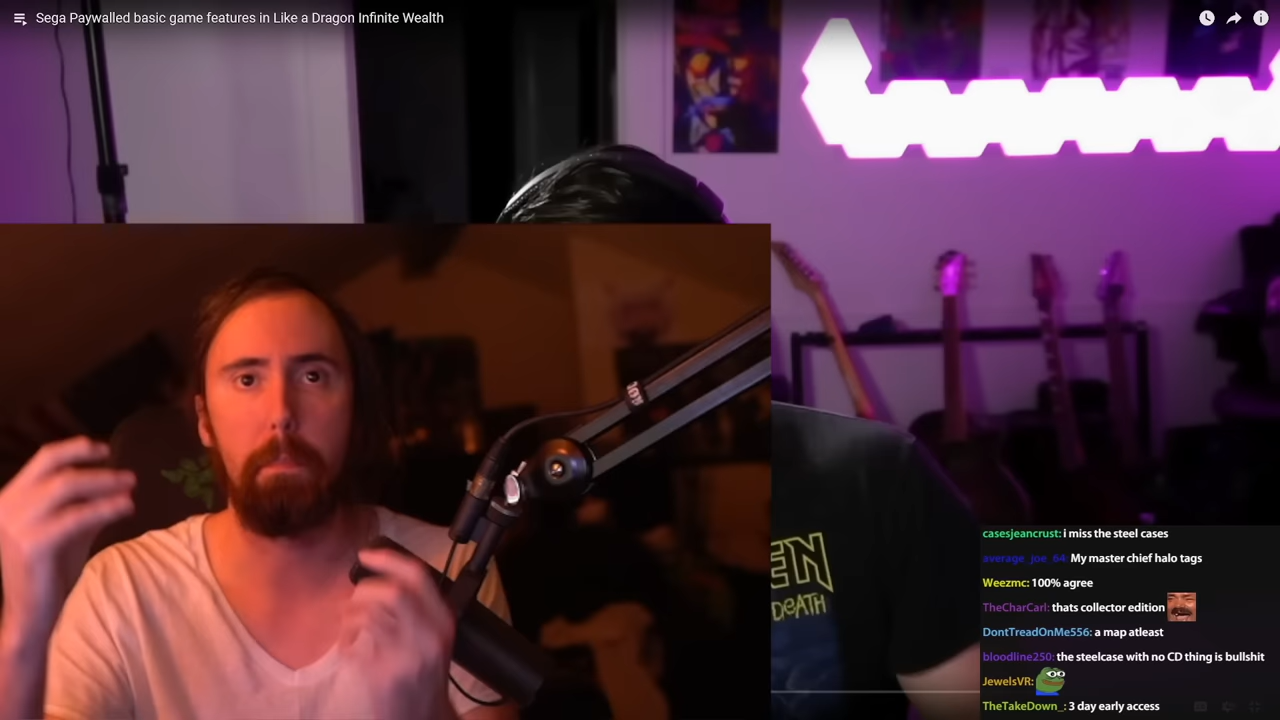 Sega Paywalled basic game features in Like a Dragon Infinite Wealth
EN
DEATH
casesjeancrust: i miss the steel cases
average_joe_64: My master chief halo tags
Weezmc: 100% agree
TheCharCarl: thats collector edition
DontTreadOnMe556: a map atleast
bloodline250: the steelcase with no CD thing is bullshit
JewelsVR:
TheTakeDown_: 3 day early access